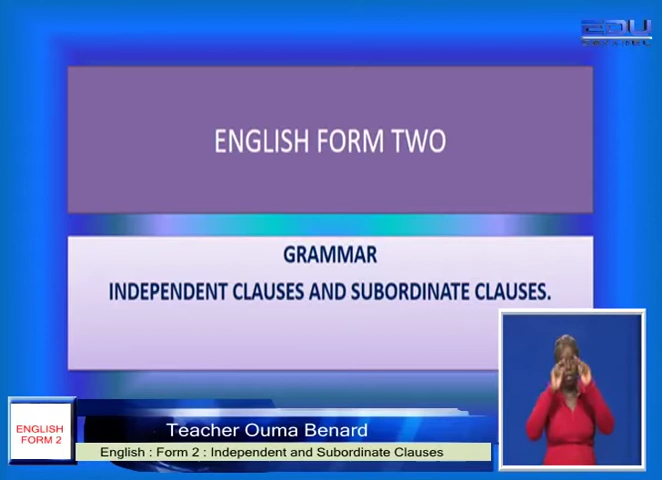 EDU
ENGLISH FORM TWO
GRAMMAR
INDEPENDENT CLAUSES AND SUBORDINATE CLAUSES.
ENGLISH
FORM 2
Teacher Ouma Benard
English : Form 2 : Independent and Subordinate Clauses